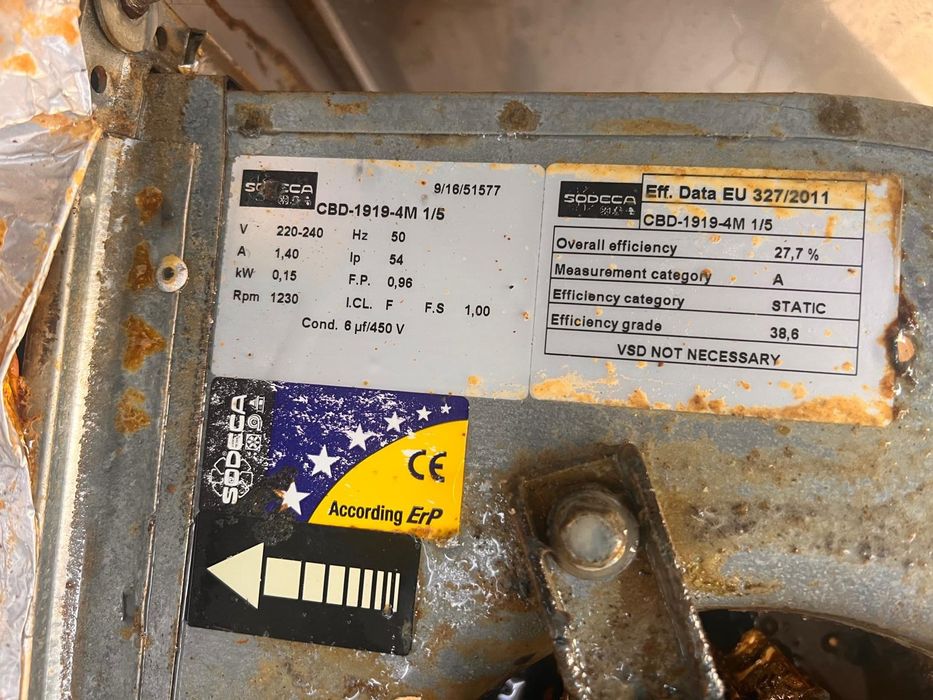 SODECA
9/16/51577
CBD-1919-4M 1/5
V 220-240 Hz 50
A 1,40 Ip 54
kW 0,15 F.P. 0,96
Rpm 1230 I.CL. F F.S 1,00
Cond. 6 µf/450 V
SODECA
Eff. Data EU 327/2011
CBD-1919-4M 1/5
Overall efficiency 27,7 %
Measurement category A
Efficiency category STATIC
Efficiency grade 38,6
VSD NOT NECESSARY
SODECA
CE
According ErP